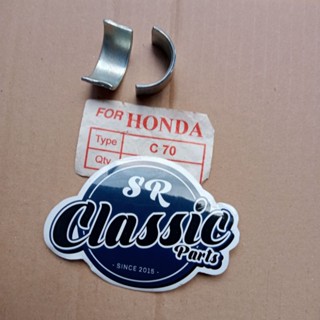 FOR HONDA
Type C 70
Qty
SR
Classic
Parts
- SINCE 2016 -